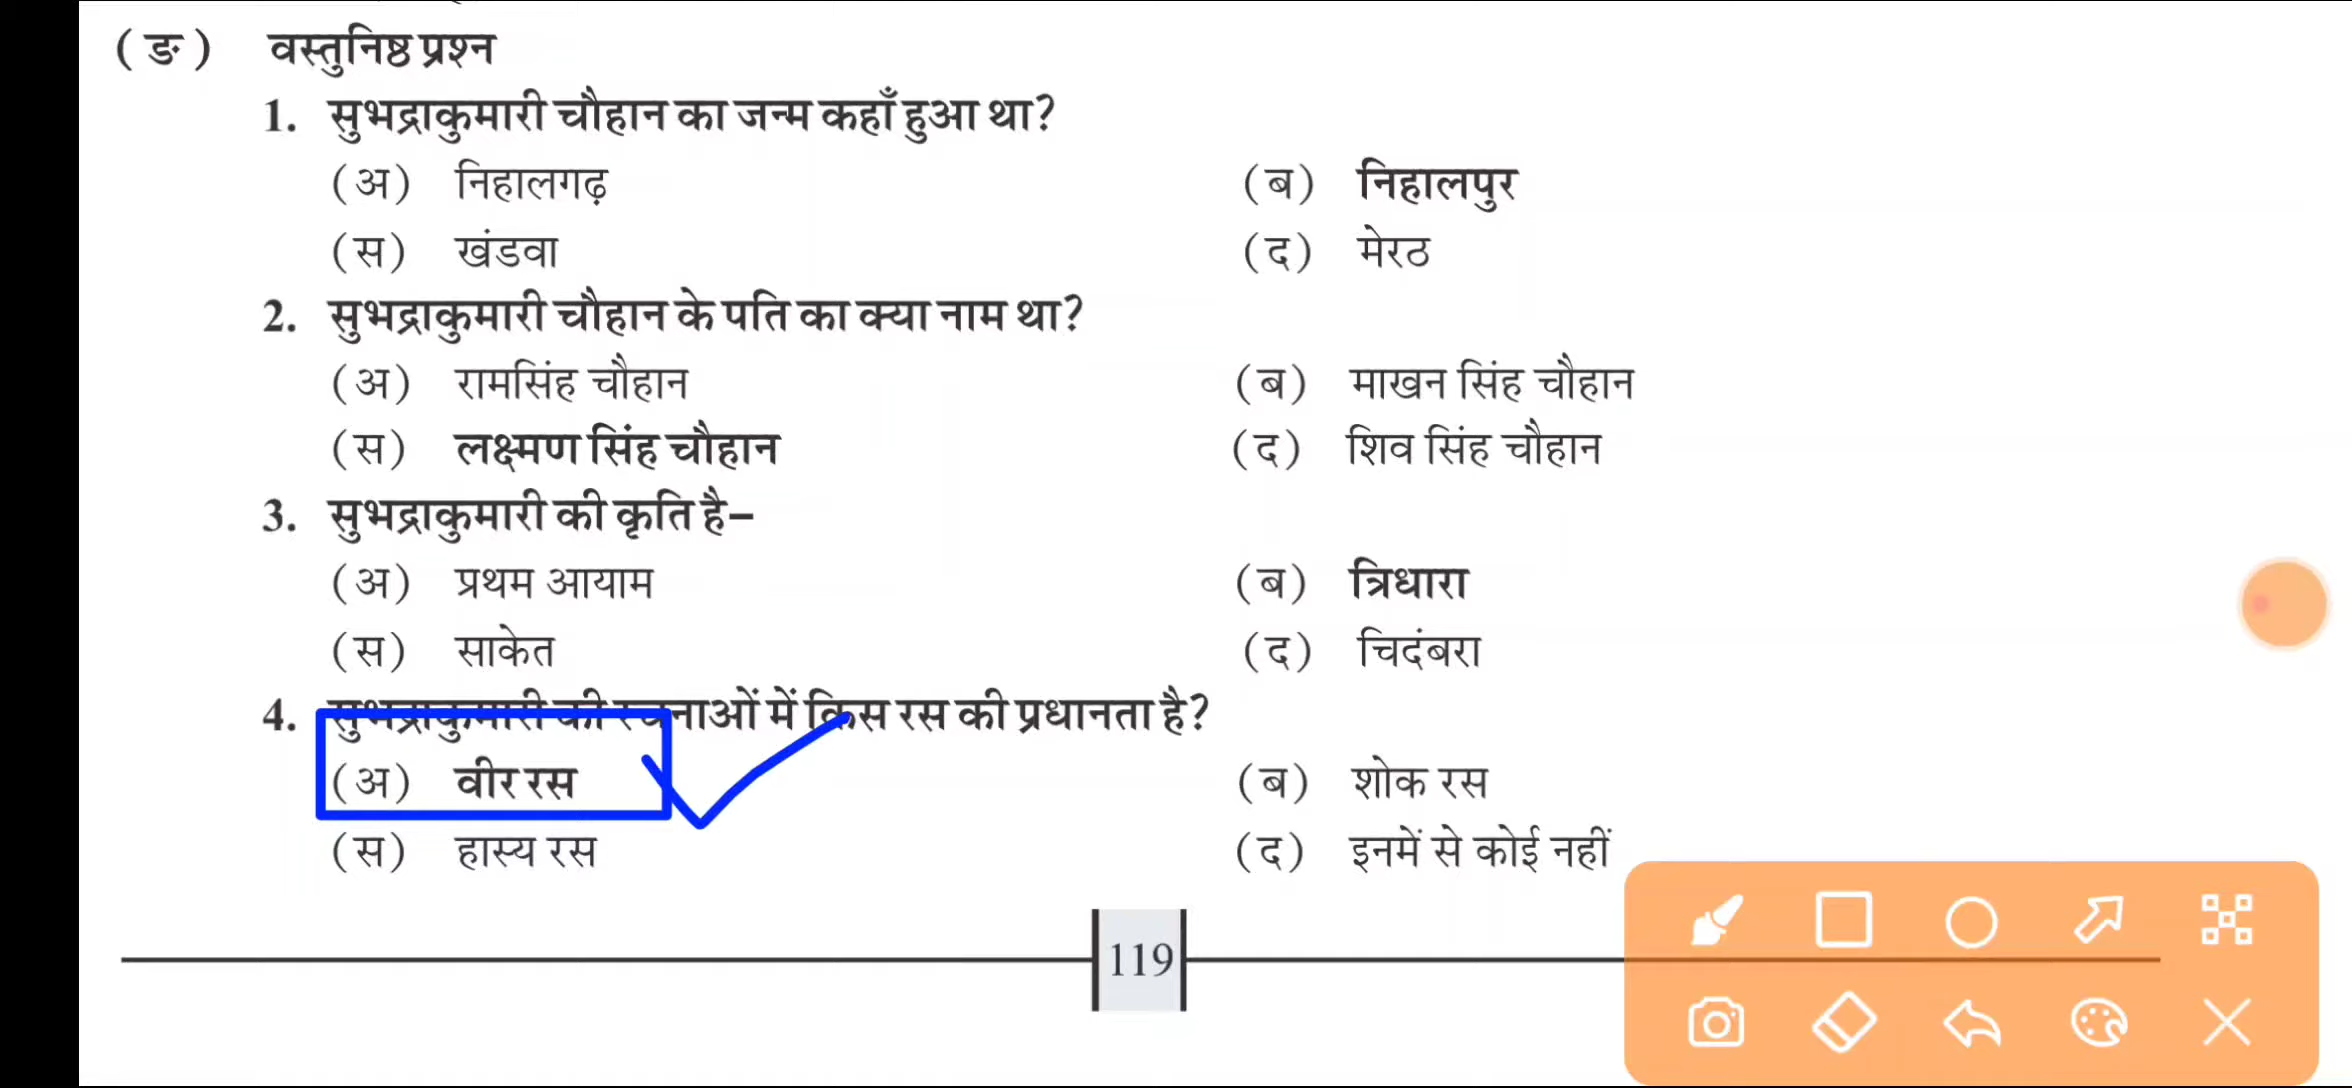 (ङ) वस्तुनिष्ठ प्रश्न
1. सुभद्राकुमारी चौहान का जन्म कहाँ हुआ था?
(अ) निहालगढ़ (ब) निहालपुर
(स) खंडवा (द) मेरठ
2. सुभद्राकुमारी चौहान के पति का क्या नाम था?
(अ) रामसिंह चौहान (ब) माखन सिंह चौहान
(स) लक्ष्मण सिंह चौहान (द) शिव सिंह चौहान
3. सुभद्राकुमारी की कृति है–
(अ) प्रथम आयाम (ब) त्रिधारा
(स) साकेत (द) चिदंबरा
4. सुभद्राकुमारी की रचनाओं में किस रस की प्रधानता है?
(अ) वीर रस (ब) शोक रस
(स) हास्य रस (द) इनमें से कोई नहीं
119